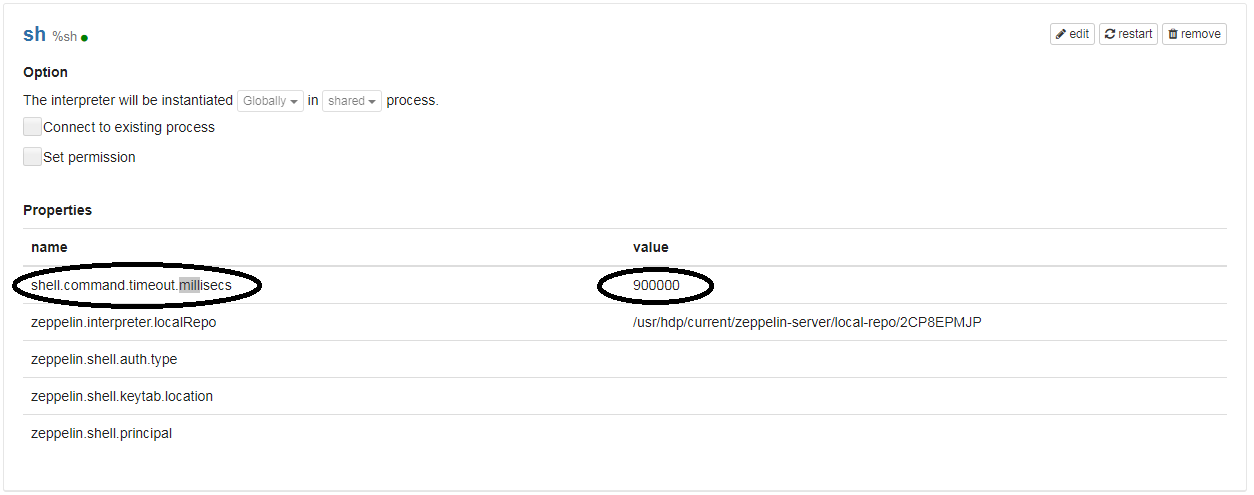 sh %sh
edit restart remove
Option
The interpreter will be instantiated Globally in shared process.
Connect to existing process
Set permission
Properties
name value
shell.command.timeout.millisecs 900000
zeppelin.interpreter.localRepo /usr/hdp/current/zeppelin-server/local-repo/2CP8EPMJP
zeppelin.shell.auth.type
zeppelin.shell.keytab.location
zeppelin.shell.principal